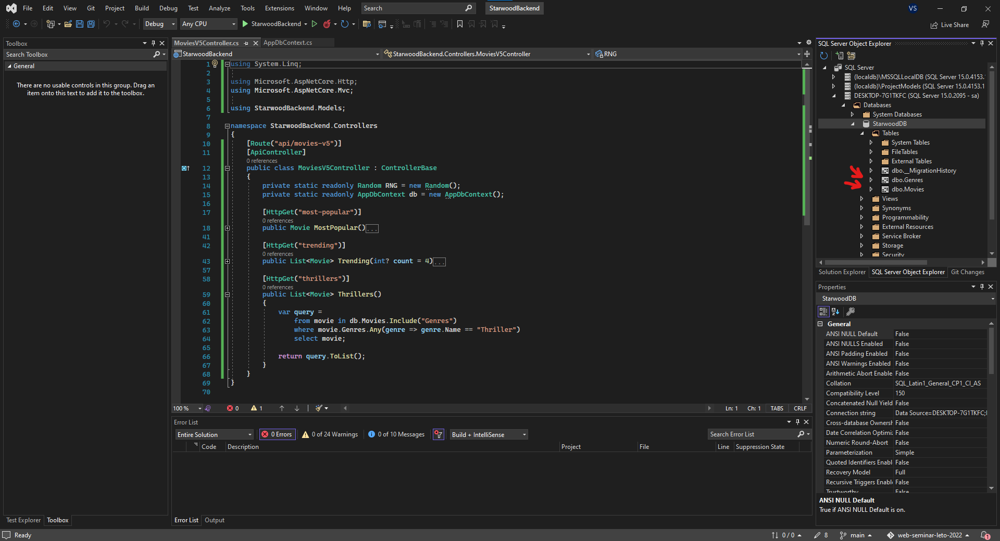 File Edit View Git Project Build Debug Test Analyze Tools Extensions Window Help Search StarwoodBackend VS
Debug Any CPU StarwoodBackend Live Share
Toolbox
Search Toolbox
General
There are no usable controls in this group. Drag an
item onto this text to add it to the toolbox.
Test Explorer Toolbox
MoviesV5Controller.cs AppDbContext.cs
StarwoodBackend StarwoodBackend.Controllers.MoviesV5Controller RNG
1 using System.Linq;
2
3 using Microsoft.AspNetCore.Http;
4 using Microsoft.AspNetCore.Mvc;
5
6 using StarwoodBackend.Models;
7
8 namespace StarwoodBackend.Controllers
9 {
10 [Route("api/movies-v5")]
11 [ApiController]
0 references
12 public class MoviesV5Controller : ControllerBase
13 {
14 private static readonly Random RNG = new Random();
15 private static readonly AppDbContext db = new AppDbContext();
16
17 [HttpGet("most-popular")]
0 references
18 public Movie MostPopular()...
41
42 [HttpGet("trending")]
0 references
43 public List<Movie> Trending(int? count = 4)...
57
58 [HttpGet("thrillers")]
0 references
59 public List<Movie> Thrillers()
60 {
61 var query =
62 from movie in db.Movies.Include("Genres")
63 where movie.Genres.Any(genre => genre.Name == "Thriller")
64 select movie;
65
66 return query.ToList();
67 }
68 }
69 }
70
100 % 0 1 Ln: 1 Ch: 1 TABS CRLF
Error List
Entire Solution 0 Errors 0 of 24 Warnings 0 of 10 Messages Build + IntelliSense Search Error List
Code Description Project File Line Suppression State
Error List Output
SQL Server Object Explorer
SQL Server
(localdb)\MSSQLLocalDB (SQL Server 15.0.4153.
(localdb)\ProjectModels (SQL Server 15.0.4153.1
DESKTOP-7G1TKFC (SQL Server 15.0.2095 - sa)
Databases
System Databases
StarwoodDB
Tables
System Tables
FileTables
External Tables
dbo.__MigrationHistory
dbo.Genres
dbo.Movies
Views
Synonyms
Programmability
External Resources
Service Broker
Storage
Security
Solution Explorer SQL Server Object Explorer Git Changes
Properties
StarwoodDB
General
ANSI NULL Default False
ANSI NULLS Enabled False
ANSI Padding Enabled False
ANSI Warnings Enabled False
Arithmetic Abort Enable False
Collation SQL_Latin1_General_CP1_CI_AS
Compatibility Level 150
Concatenated Null Yield False
Connection string Data Source=DESKTOP-7G1TKFC;
Cross-database Ownersh False
Date Correlation Optimi False
Numeric Round-Abort False
Parameterization Simple
Quoted Identifiers Enabl False
Recovery Model Full
Recursive Triggers Enabl False
Trustworthy False
ANSI NULL Default
True if ANSI NULL Default is on.
Ready 0 / 0 8 main web-seminar-leto-2022 1